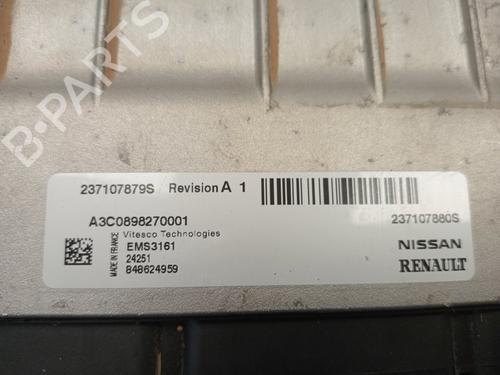 B-PARTS
237107879S Revision A 1
A3C0898270001
237107880S
Vitesco Technologies
MADE IN FRANCE
EMS3161
24251
848624959
NISSAN
RENAULT